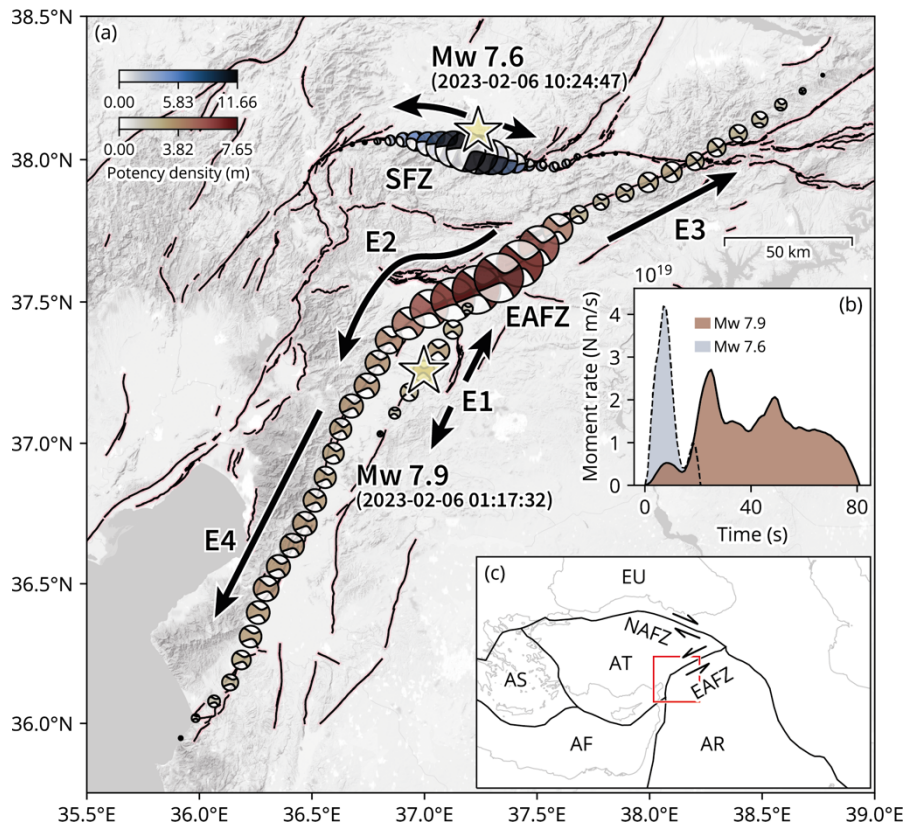 38.5°N
(a)
Mw 7.6
(2023-02-06 10:24:47)
0.00 5.83 11.66
0.00 3.82 7.65
Potency density (m)
38.0°N
SFZ
E2
E3
50 km
37.5°N
EAFZ
E1
Mw 7.9
(2023-02-06 01:17:32)
37.0°N
E4
36.5°N
36.0°N
35.5°E 36.0°E 36.5°E 37.0°E 37.5°E 38.0°E 38.5°E 39.0°E
10¹⁹
(b)
Mw 7.9
Mw 7.6
Moment rate (N m/s)
4
3
2
1
0
0 20 40 60 80
Time (s)
(c)
EU
NAFZ
AT
AS
EAFZ
AF
AR